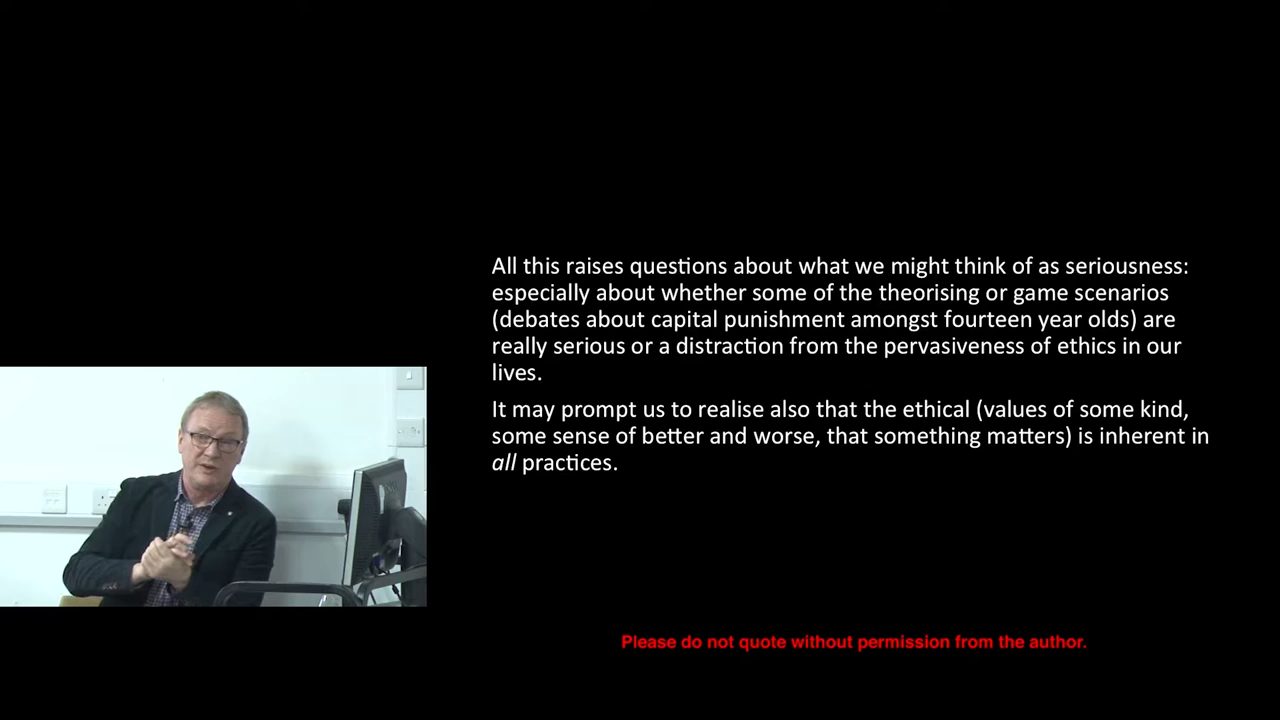 All this raises questions about what we might think of as seriousness:
especially about whether some of the theorising or game scenarios
(debates about capital punishment amongst fourteen year olds) are
really serious or a distraction from the pervasiveness of ethics in our
lives.
It may prompt us to realise also that the ethical (values of some kind,
some sense of better and worse, that something matters) is inherent in
all practices.
Please do not quote without permission from the author.